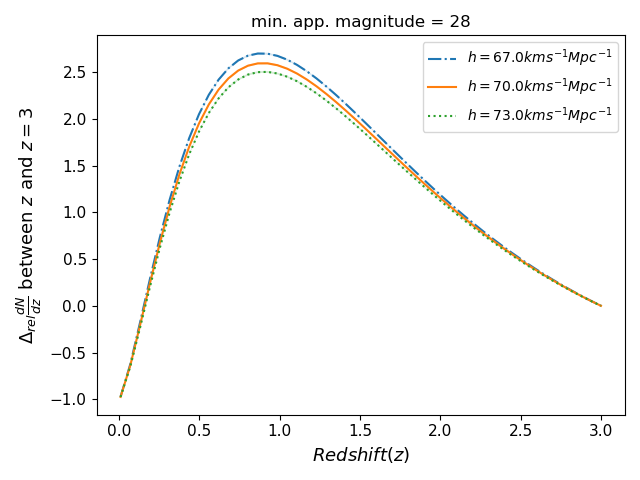 min. app. magnitude = 28
h = 67.0kms⁻¹Mpc⁻¹
h = 70.0kms⁻¹Mpc⁻¹
h = 73.0kms⁻¹Mpc⁻¹
Δ_rel dN/dz between z and z = 3
2.5
2.0
1.5
1.0
0.5
0.0
−0.5
−1.0
0.0 0.5 1.0 1.5 2.0 2.5 3.0
Redshift(z)